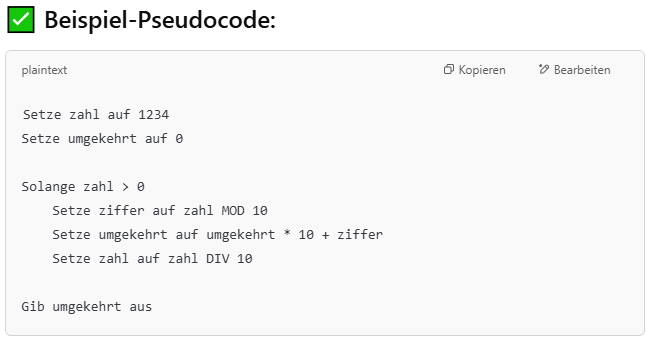 ✅ Beispiel-Pseudocode:
plaintext Kopieren Bearbeiten
Setze zahl auf 1234
Setze umgekehrt auf 0

Solange zahl > 0
    Setze ziffer auf zahl MOD 10
    Setze umgekehrt auf umgekehrt * 10 + ziffer
    Setze zahl auf zahl DIV 10

Gib umgekehrt aus